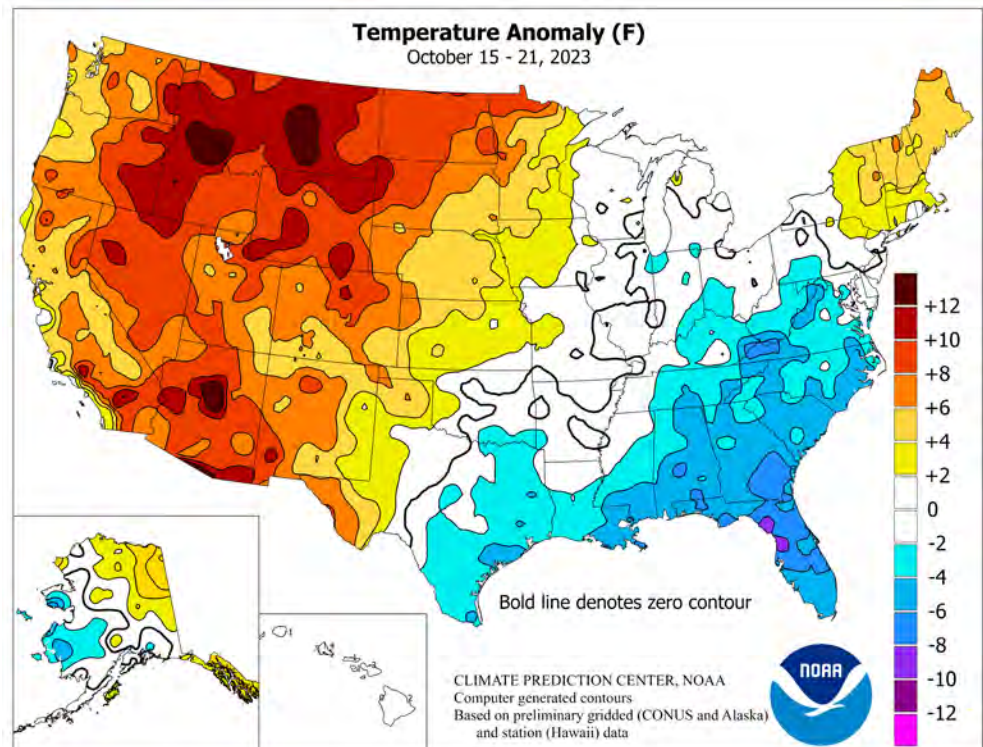 Temperature Anomaly (F)
October 15 - 21, 2023
+12
+10
+8
+6
+4
+2
0
-2
-4
-6
-8
-10
-12
Bold line denotes zero contour
CLIMATE PREDICTION CENTER, NOAA
Computer generated contours
Based on preliminary gridded (CONUS and Alaska)
and station (Hawaii) data
NOAA